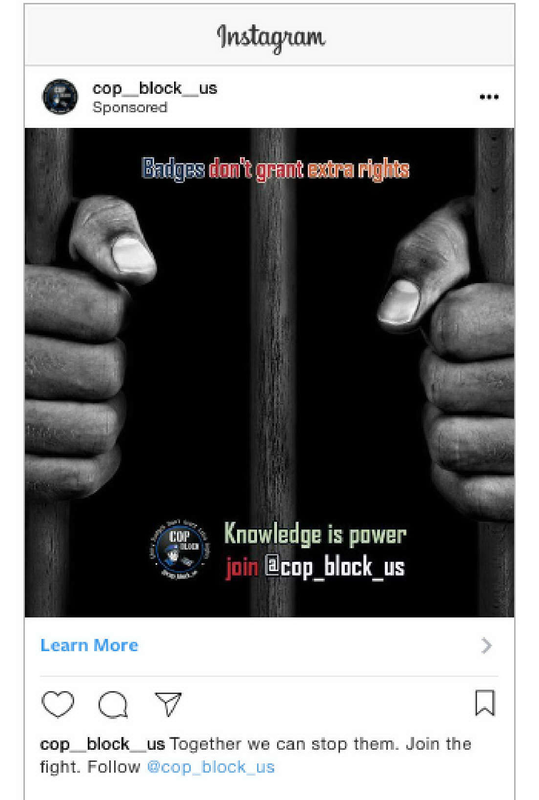 Instagram
cop__block__us
Sponsored
Badges don't grant extra rights
COP
BLOCK
Knowledge is power
join @cop_block_us
Learn More
cop__block__us Together we can stop them. Join the
fight. Follow @cop_block_us